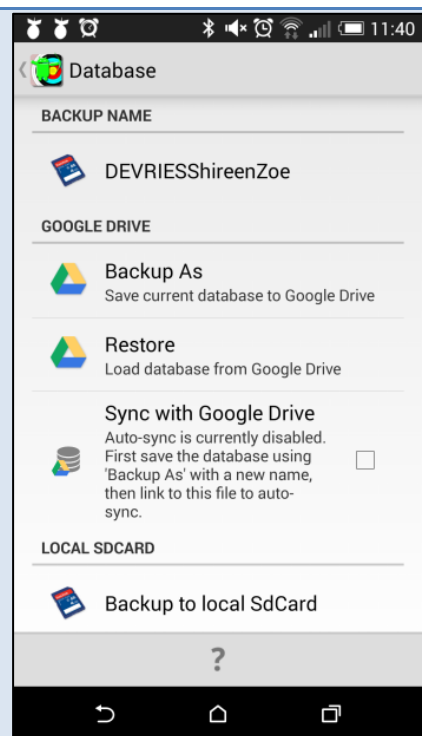 11:40
Database
BACKUP NAME
DEVRIESShireenZoe
GOOGLE DRIVE
Backup As
Save current database to Google Drive
Restore
Load database from Google Drive
Sync with Google Drive
Auto-sync is currently disabled.
First save the database using
'Backup As' with a new name,
then link to this file to auto-
sync.
LOCAL SDCARD
Backup to local SdCard
?